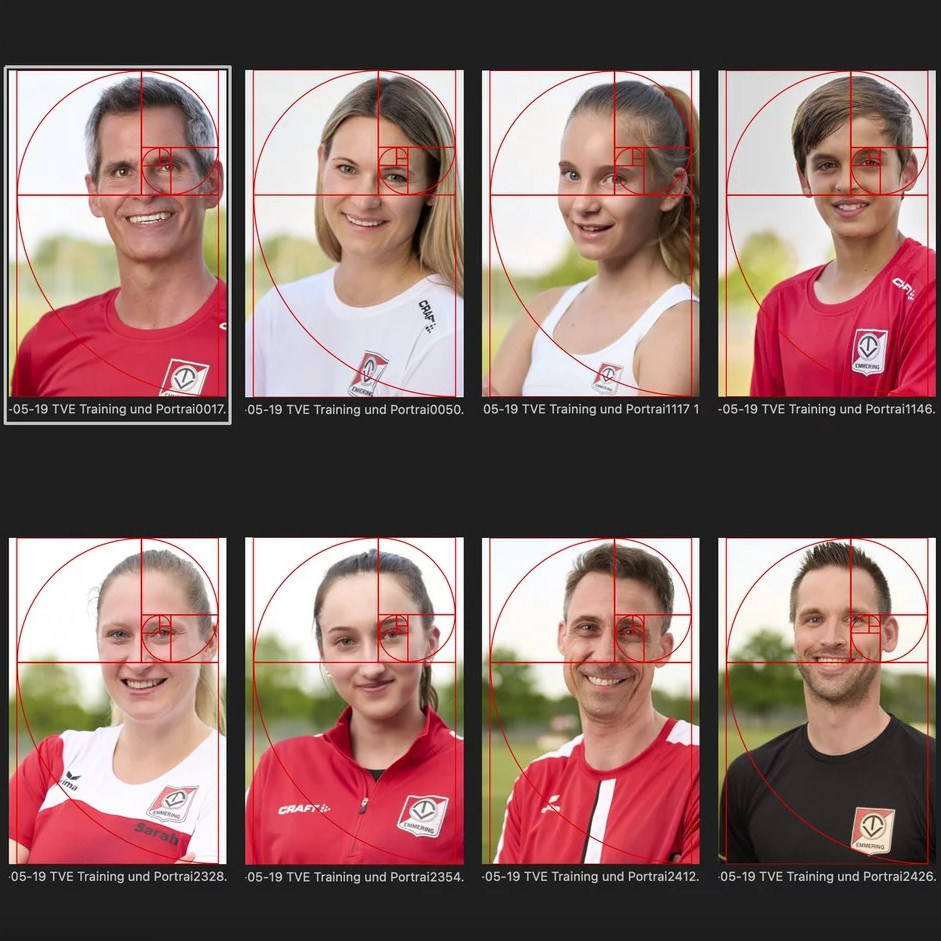 CRAFT
EMMERING
EMMERING
EMMERING
-05-19 TVE Training und Portrai0017.
-05-19 TVE Training und Portrai0050.
05-19 TVE Training und Portrai1117 1
-05-19 TVE Training und Portrai1146.
erima
EMMERING
Sarah
CRAFT
EMMERING
EMMERING
-05-19 TVE Training und Portrai2328.
-05-19 TVE Training und Portrai2354.
-05-19 TVE Training und Portrai2412.
-05-19 TVE Training und Portrai2426.